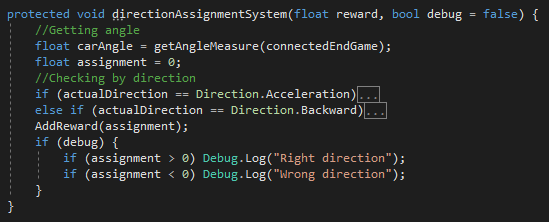 protected void directionAssignmentSystem(float reward, bool debug = false) {
//Getting angle
float carAngle = getAngleMeasure(connectedEndGame);
float assignment = 0;
//Checking by direction
if (actualDirection == Direction.Acceleration)...
else if (actualDirection == Direction.Backward)...
AddReward(assignment);
if (debug) {
if (assignment > 0) Debug.Log("Right direction");
if (assignment < 0) Debug.Log("Wrong direction");
}
}